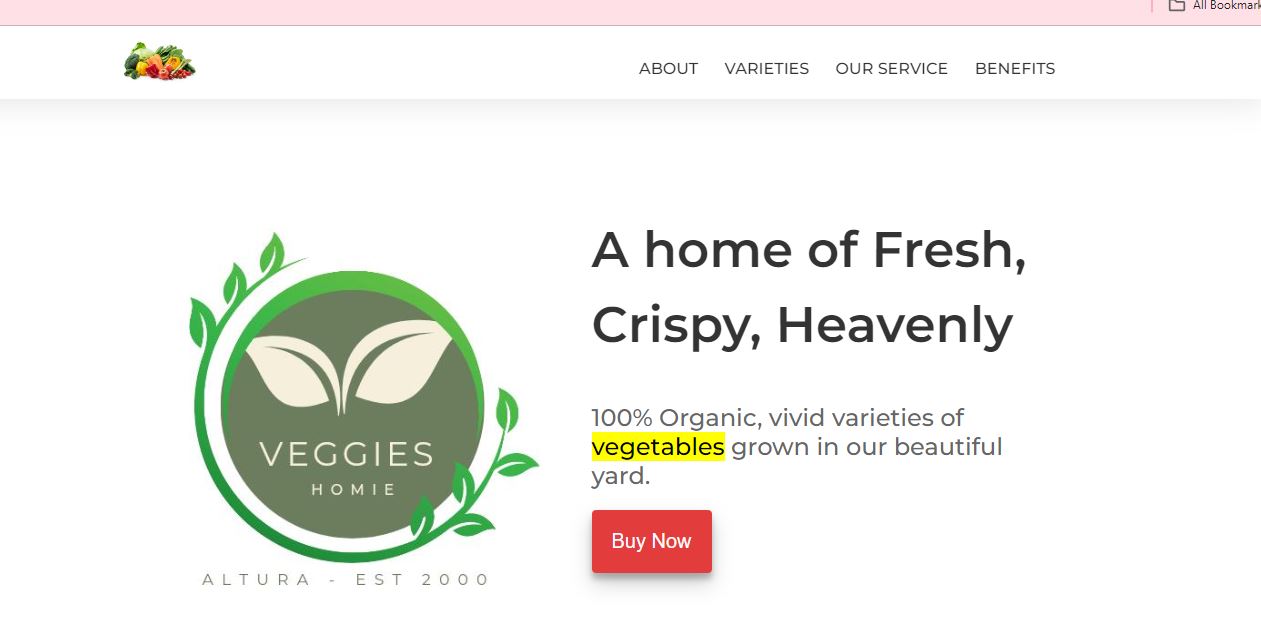 All Bookmark
ABOUT VARIETIES OUR SERVICE BENEFITS
A home of Fresh,
Crispy, Heavenly
100% Organic, vivid varieties of
vegetables grown in our beautiful
yard.
Buy Now
VEGGIES
HOMIE
ALTURA - EST 2000